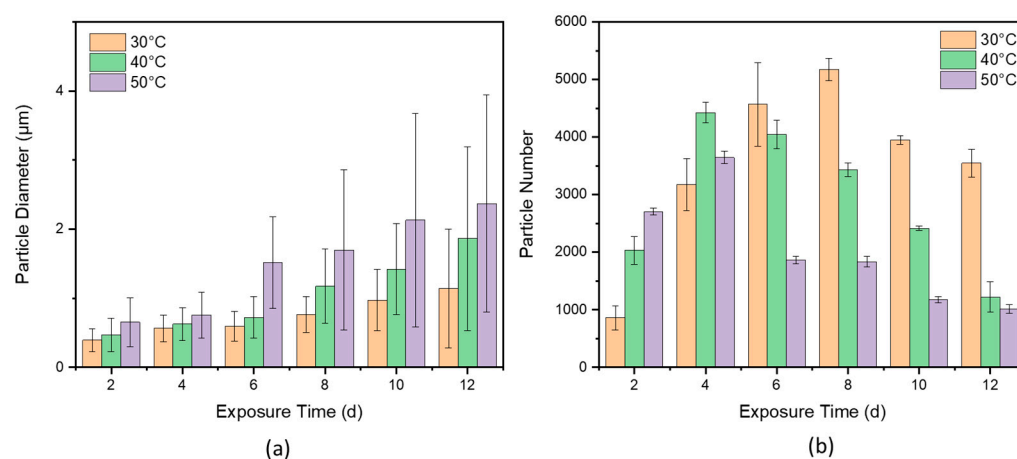 30°C
40°C
50°C
Particle Diameter (µm)
4
2
0
2 4 6 8 10 12
Exposure Time (d)
(a)
30°C
40°C
50°C
Particle Number
6000
5000
4000
3000
2000
1000
0
2 4 6 8 10 12
Exposure Time (d)
(b)